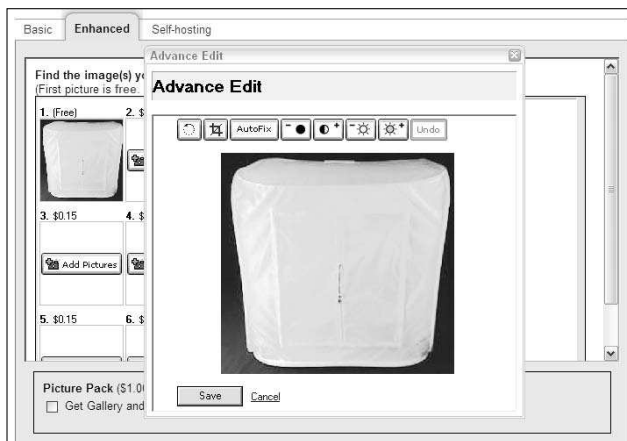 Basic Enhanced Self-hosting
Advance Edit
Find the image(s) yo
(First picture is free.
Advance Edit
1. (Free) 2. $
AutoFix Undo
3. $0.15 4. $
Add Pictures
5. $0.15 6. $
Picture Pack ($1.0
Get Gallery and
Save Cancel